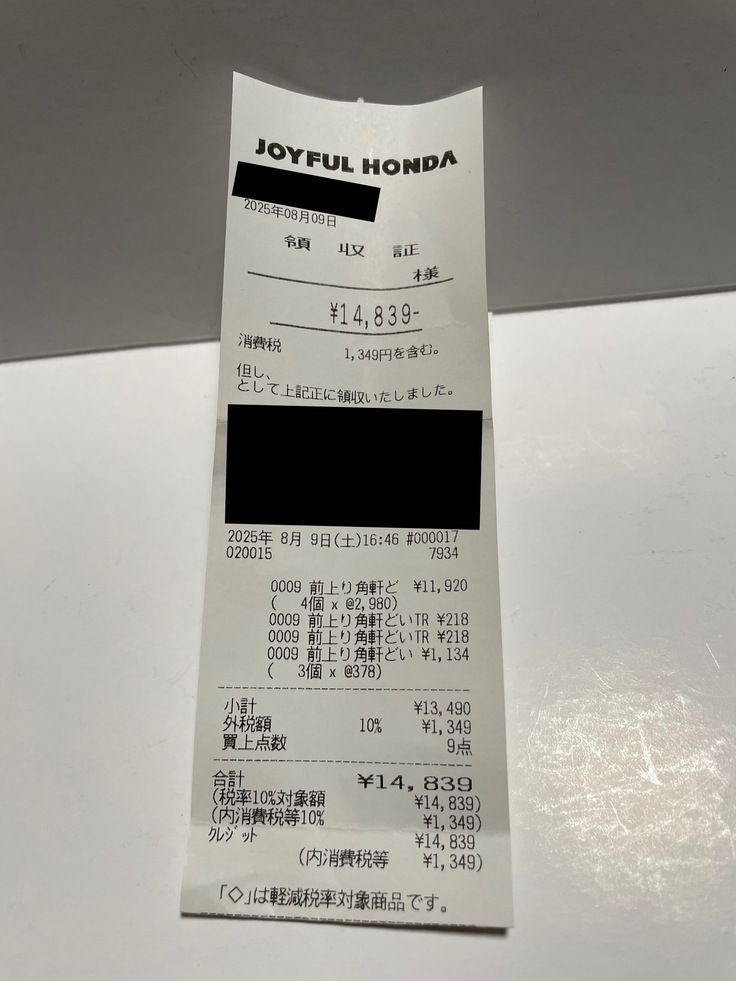 JOYFUL HONDA
2025年08月09日
領 収 証
様
¥14,839-
消費税 1,349円を含む。
但し、
として上記正に領収いたしました。
2025年 8月 9日(土)16:46 #000017
020015 7934
0009 前上り角軒ど ¥11,920
( 4個 x @2,980)
0009 前上り角軒どいTR ¥218
0009 前上り角軒どいTR ¥218
0009 前上り角軒どい ¥1,134
( 3個 x @378)
小計 ¥13,490
外税額 10% ¥1,349
買上点数 9点
合計 ¥14,839
(税率10%対象額 ¥14,839)
(内消費税等10% ¥1,349)
クレジット ¥14,839
(内消費税等 ¥1,349)
「◇」は軽減税率対象商品です。